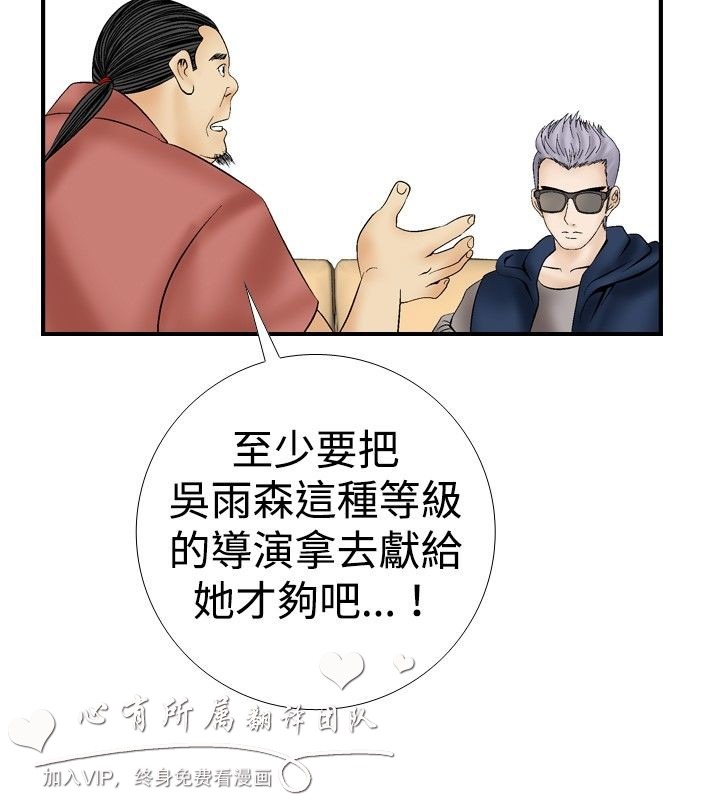 至少要把
吳雨森這種等級
的導演拿去獻給
她才夠吧...！
心有所属翻译团队
加入VIP，终身免费看漫画